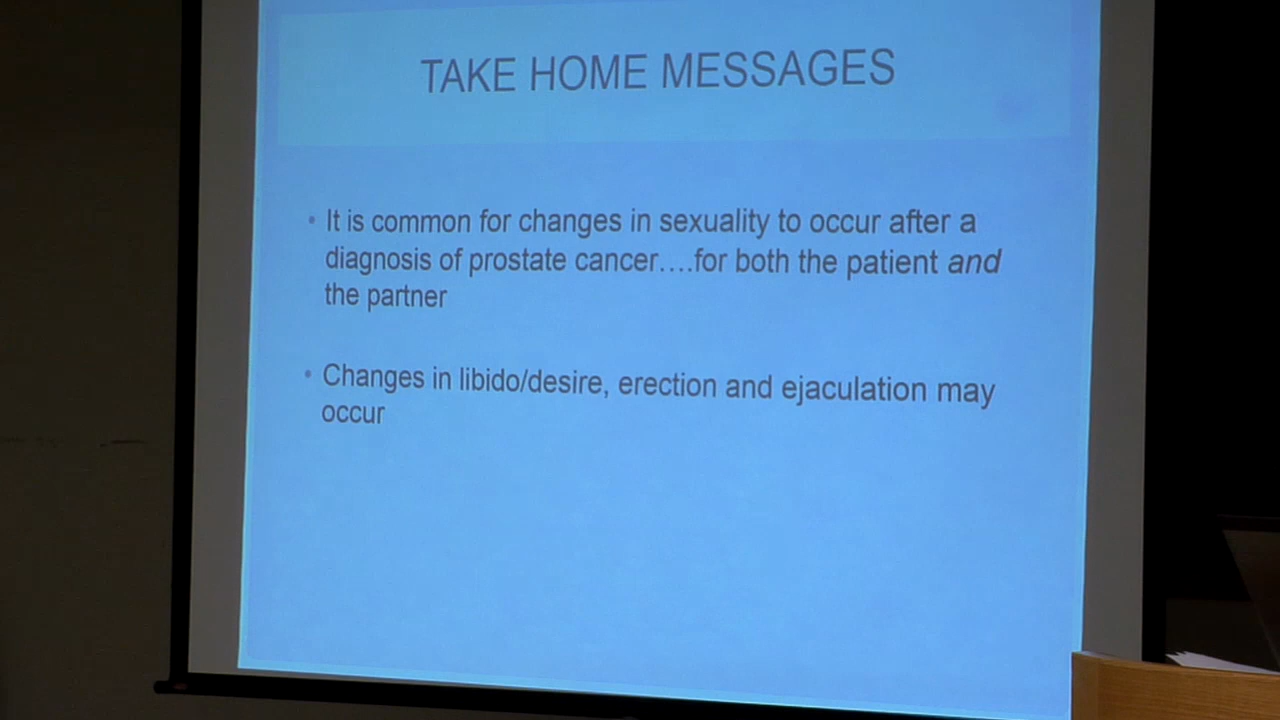 TAKE HOME MESSAGES
• It is common for changes in sexuality to occur after a
diagnosis of prostate cancer....for both the patient and
the partner
• Changes in libido/desire, erection and ejaculation may
occur